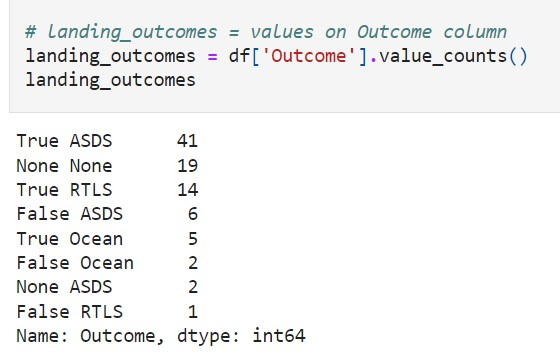 # landing_outcomes = values on Outcome column
landing_outcomes = df['Outcome'].value_counts()
landing_outcomes
True ASDS 41
None None 19
True RTLS 14
False ASDS 6
True Ocean 5
False Ocean 2
None ASDS 2
False RTLS 1
Name: Outcome, dtype: int64